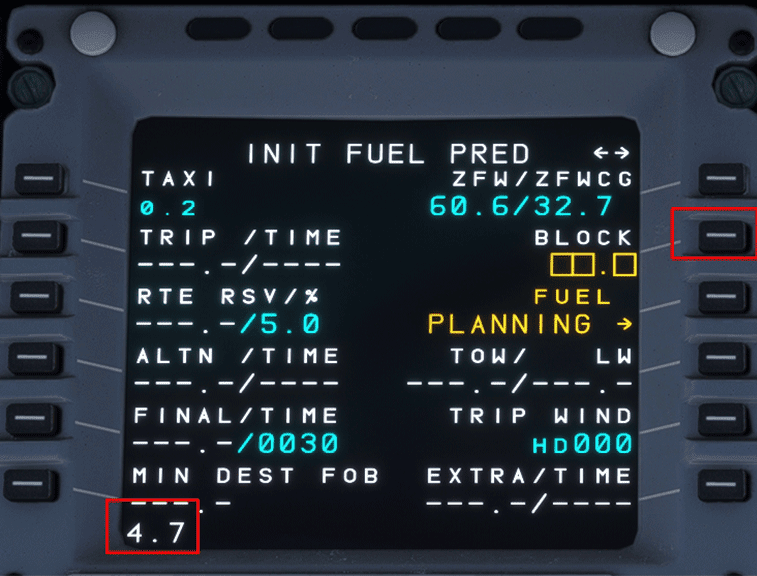 INIT FUEL PRED ←→
TAXI ZFW/ZFWCG
0.2 60.6/32.7
TRIP /TIME BLOCK
---.-/---- □□.□
RTE RSV/% FUEL
---.-/5.0 PLANNING →
ALTN /TIME TOW/ LW
---.-/---- ---.-/---.-
FINAL/TIME TRIP WIND
---.-/0030 HD000
MIN DEST FOB EXTRA/TIME
---.- ---.-/----
4.7